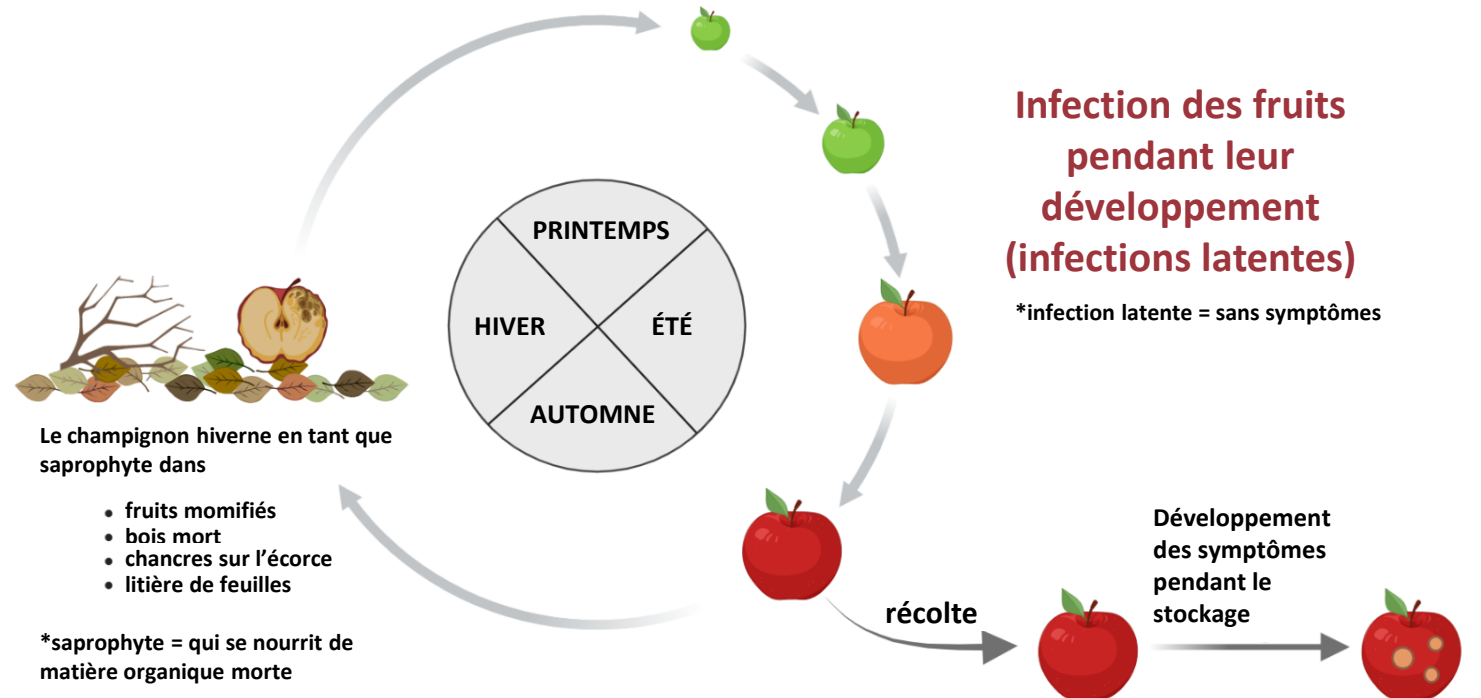 Infection des fruits
pendant leur
développement
(infections latentes)
*infection latente = sans symptômes
PRINTEMPS
HIVER
ÉTÉ
AUTOMNE
Le champignon hiverne en tant que
saprophyte dans
• fruits momifiés
• bois mort
• chancres sur l’écorce
• litière de feuilles
*saprophyte = qui se nourrit de
matière organique morte
récolte
Développement
des symptômes
pendant le
stockage